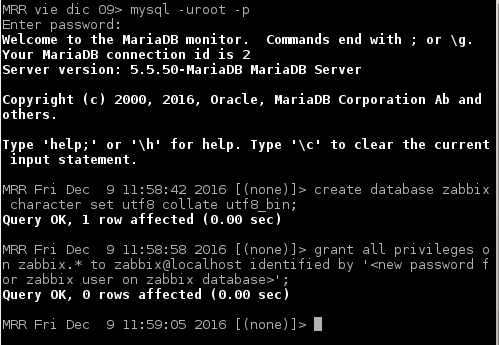 MRR vie dic 09> mysql -uroot -p
Enter password:
Welcome to the MariaDB monitor.  Commands end with ; or \g.
Your MariaDB connection id is 2
Server version: 5.5.50-MariaDB MariaDB Server

Copyright (c) 2000, 2016, Oracle, MariaDB Corporation Ab and
others.

Type 'help;' or '\h' for help. Type '\c' to clear the current
 input statement.

MRR Fri Dec  9 11:58:42 2016 [(none)]> create database zabbix
 character set utf8 collate utf8_bin;
Query OK, 1 row affected (0.00 sec)

MRR Fri Dec  9 11:58:58 2016 [(none)]> grant all privileges o
n zabbix.* to zabbix@localhost identified by '<new password f
or zabbix user on zabbix database>';
Query OK, 0 rows affected (0.00 sec)

MRR Fri Dec  9 11:59:05 2016 [(none)]>